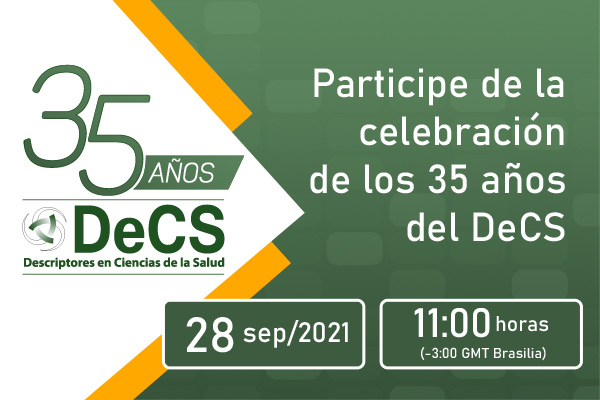 35 AÑOS
DeCS
Descriptores en Ciencias de la Salud
Participe de la
celebración
de los 35 años
del DeCS
28 sep/2021
11:00 horas
(-3:00 GMT Brasilia)